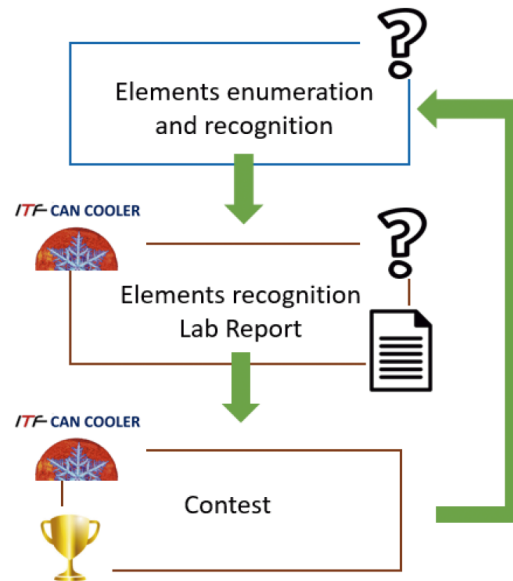 Elements enumeration
and recognition
ITF CAN COOLER
Elements recognition
Lab Report
ITF CAN COOLER
Contest